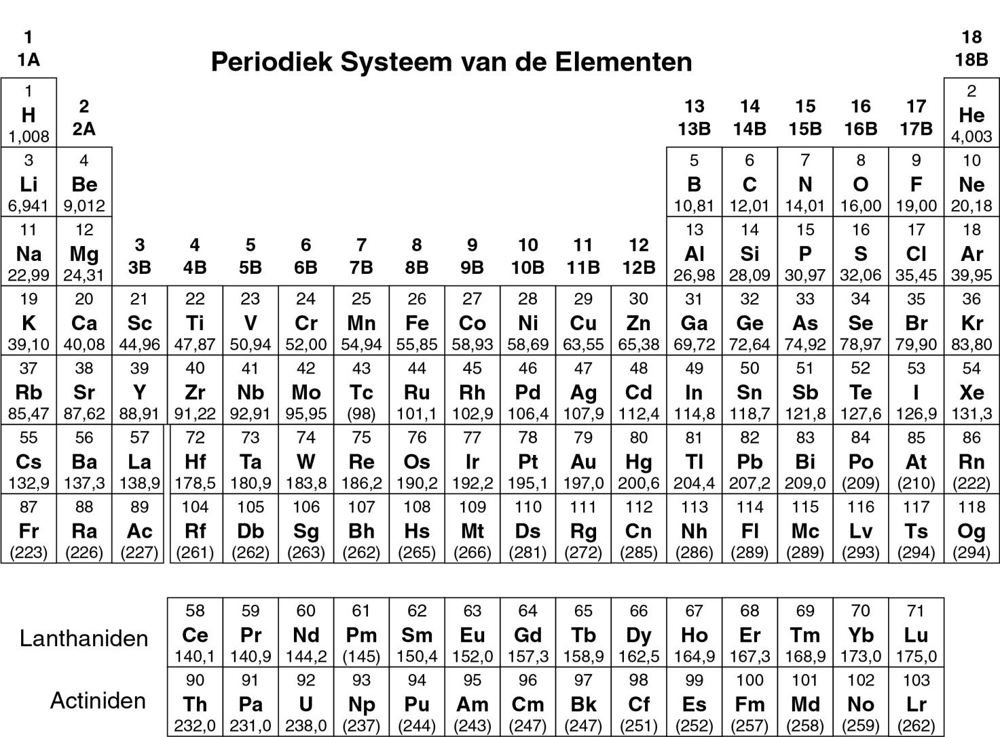 1 18
1A Periodiek Systeem van de Elementen 18B
1 2 13 14 15 16 17 2
H 2A 13B 14B 15B 16B 17B He
1,008 4,003
3 4 5 6 7 8 9 10
Li Be B C N O F Ne
6,941 9,012 10,81 12,01 14,01 16,00 19,00 20,18
11 12 13 14 15 16 17 18
Na Mg 3 4 5 6 7 8 9 10 11 12 Al Si P S Cl Ar
22,99 24,31 3B 4B 5B 6B 7B 8B 9B 10B 11B 12B 26,98 28,09 30,97 32,06 35,45 39,95
19 20 21 22 23 24 25 26 27 28 29 30 31 32 33 34 35 36
K Ca Sc Ti V Cr Mn Fe Co Ni Cu Zn Ga Ge As Se Br Kr
39,10 40,08 44,96 47,87 50,94 52,00 54,94 55,85 58,93 58,69 63,55 65,38 69,72 72,64 74,92 78,97 79,90 83,80
37 38 39 40 41 42 43 44 45 46 47 48 49 50 51 52 53 54
Rb Sr Y Zr Nb Mo Tc Ru Rh Pd Ag Cd In Sn Sb Te I Xe
85,47 87,62 88,91 91,22 92,91 95,95 (98) 101,1 102,9 106,4 107,9 112,4 114,8 118,7 121,8 127,6 126,9 131,3
55 56 57 72 73 74 75 76 77 78 79 80 81 82 83 84 85 86
Cs Ba La Hf Ta W Re Os Ir Pt Au Hg Tl Pb Bi Po At Rn
132,9 137,3 138,9 178,5 180,9 183,8 186,2 190,2 192,2 195,1 197,0 200,6 204,4 207,2 209,0 (209) (210) (222)
87 88 89 104 105 106 107 108 109 110 111 112 113 114 115 116 117 118
Fr Ra Ac Rf Db Sg Bh Hs Mt Ds Rg Cn Nh Fl Mc Lv Ts Og
(223) (226) (227) (261) (262) (263) (262) (265) (266) (281) (272) (285) (286) (289) (289) (293) (294) (294)
58 59 60 61 62 63 64 65 66 67 68 69 70 71
Lanthaniden Ce Pr Nd Pm Sm Eu Gd Tb Dy Ho Er Tm Yb Lu
140,1 140,9 144,2 (145) 150,4 152,0 157,3 158,9 162,5 164,9 167,3 168,9 173,0 175,0
90 91 92 93 94 95 96 97 98 99 100 101 102 103
Actiniden Th Pa U Np Pu Am Cm Bk Cf Es Fm Md No Lr
232,0 231,0 238,0 (237) (244) (243) (247) (247) (251) (252) (257) (258) (259) (262)